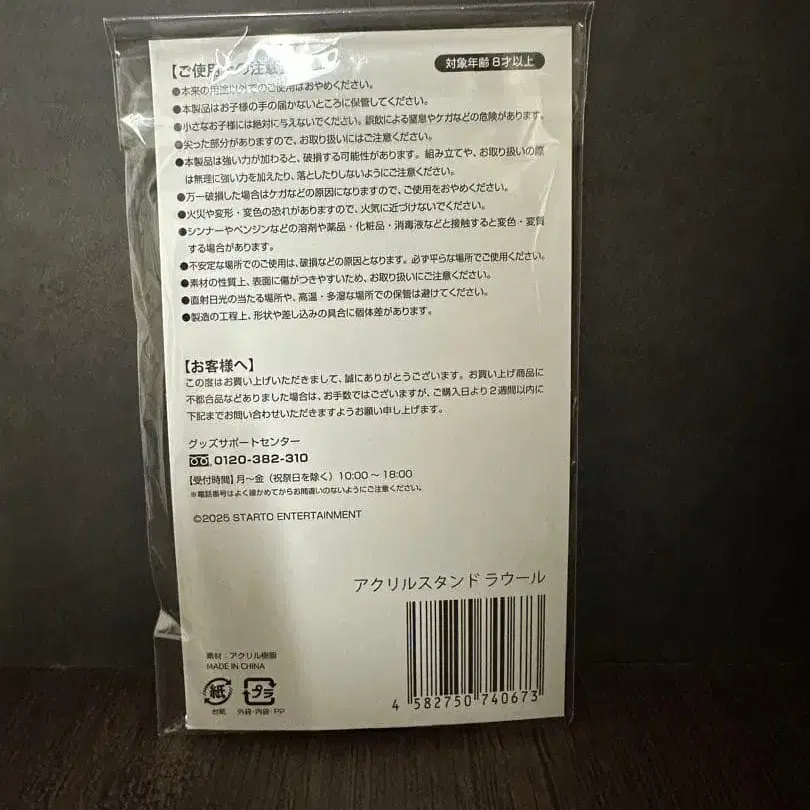 【ご使用上の注意】
対象年齢 8才以上
●本来の用途以外でのご使用はおやめください。
●本製品はお子様の手の届かないところに保管してください。
●小さなお子様には絶対に与えないでください。誤飲による窒息やケガなどの危険があります。
●尖った部分がありますので、お取り扱いにはご注意ください。
●本製品は強い力が加わると、破損する可能性があります。組み立てや、お取り扱いの際
は無理に強い力を加えたり、落としたりしないようにご注意ください。
●万一破損した場合はケガなどの原因になりますので、ご使用をおやめください。
●火災や変形・変色の恐れがありますので、火気に近づけないでください。
●シンナーやベンジンなどの溶剤や薬品・化粧品・消毒液などと接触すると変色・変質
する場合があります。
●不安定な場所でのご使用は、破損などの原因となります。必ず平らな場所でご使用ください。
●素材の性質上、表面に傷がつきやすいため、お取り扱いにご注意ください。
●直射日光の当たる場所や、高温・多湿な場所での保管は避けてください。
●製造の工程上、形状や差し込みの具合に個体差があります。
【お客様へ】
この度はお買い上げいただきまして、誠にありがとうございます。お買い上げ商品に
不都合品などありました場合は、お手数ではございますが、ご購入日より2週間以内に
下記までお問い合わせいただきますようお願い申し上げます。
グッズサポートセンター
0120-382-310
【受付時間】月〜金（祝祭日を除く）10:00〜18:00
※電話番号はよく確かめてからお間違いのないようにご注意ください。
©2025 STARTO ENTERTAINMENT
アクリルスタンド ラウール
4 582750 740673
素材：アクリル樹脂
MADE IN CHINA
紙
プラ
台紙
外袋・内袋：PP